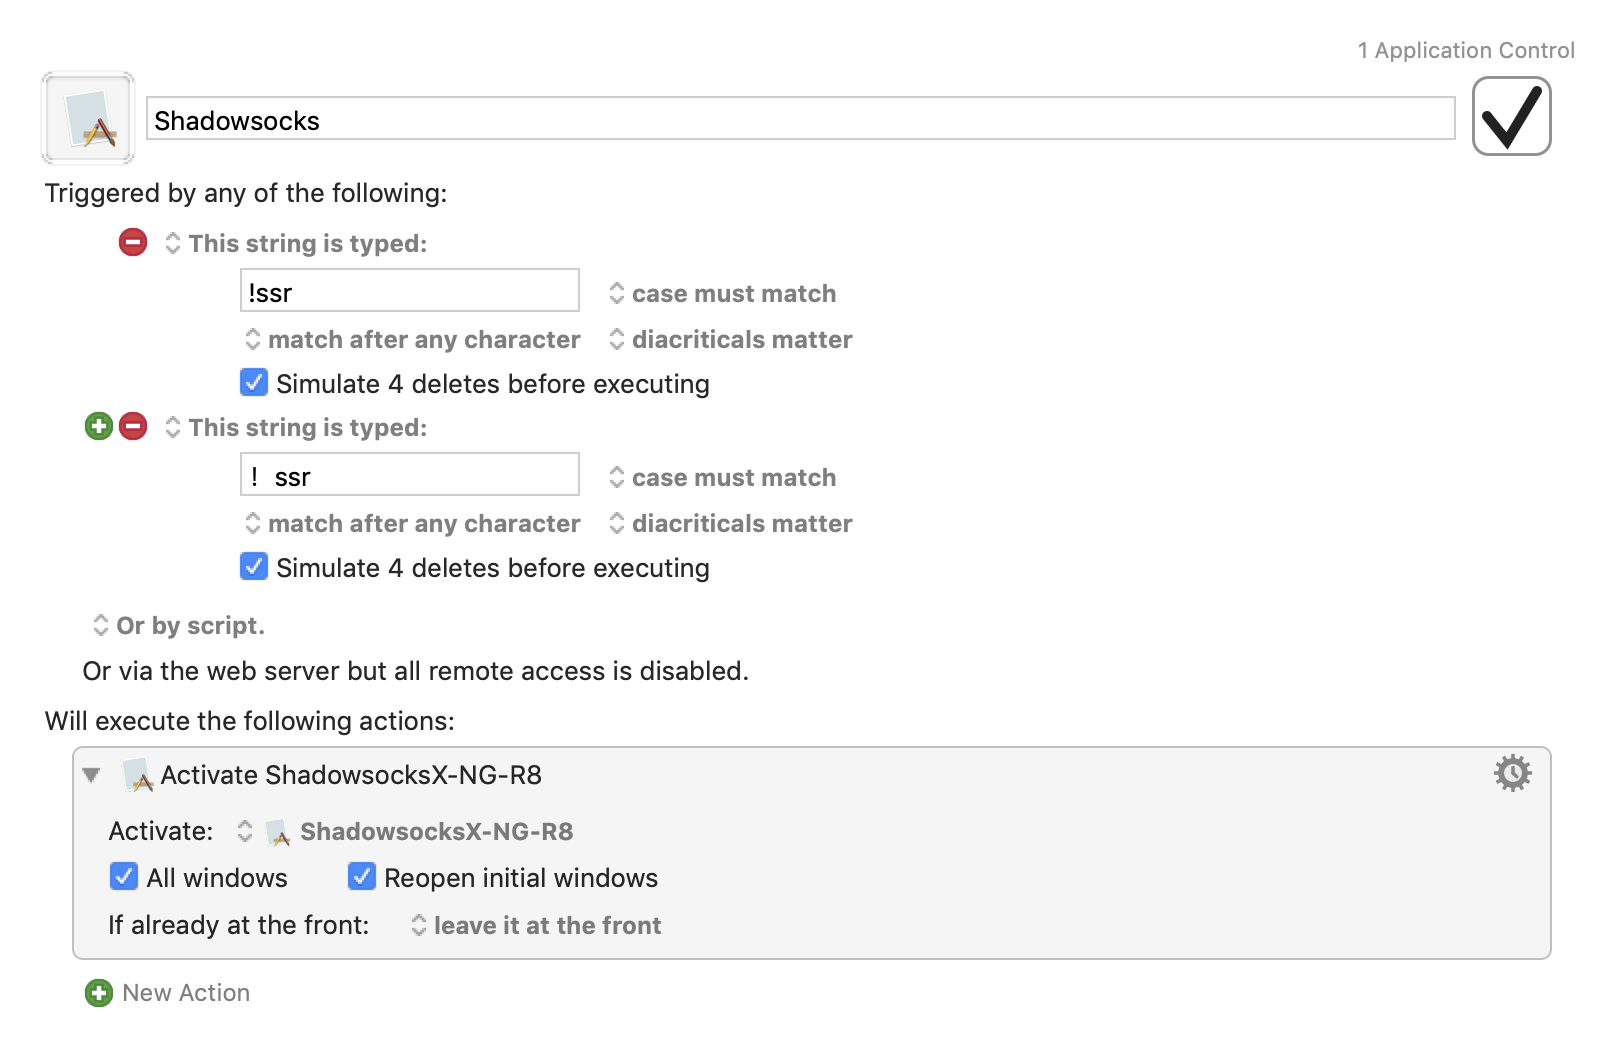 1 Application Control
Shadowsocks
Triggered by any of the following:
This string is typed:
!ssr
case must match
match after any character
diacriticals matter
Simulate 4 deletes before executing
This string is typed:
！ssr
case must match
match after any character
diacriticals matter
Simulate 4 deletes before executing
Or by script.
Or via the web server but all remote access is disabled.
Will execute the following actions:
Activate ShadowsocksX-NG-R8
Activate: ShadowsocksX-NG-R8
All windows
Reopen initial windows
If already at the front: leave it at the front
New Action